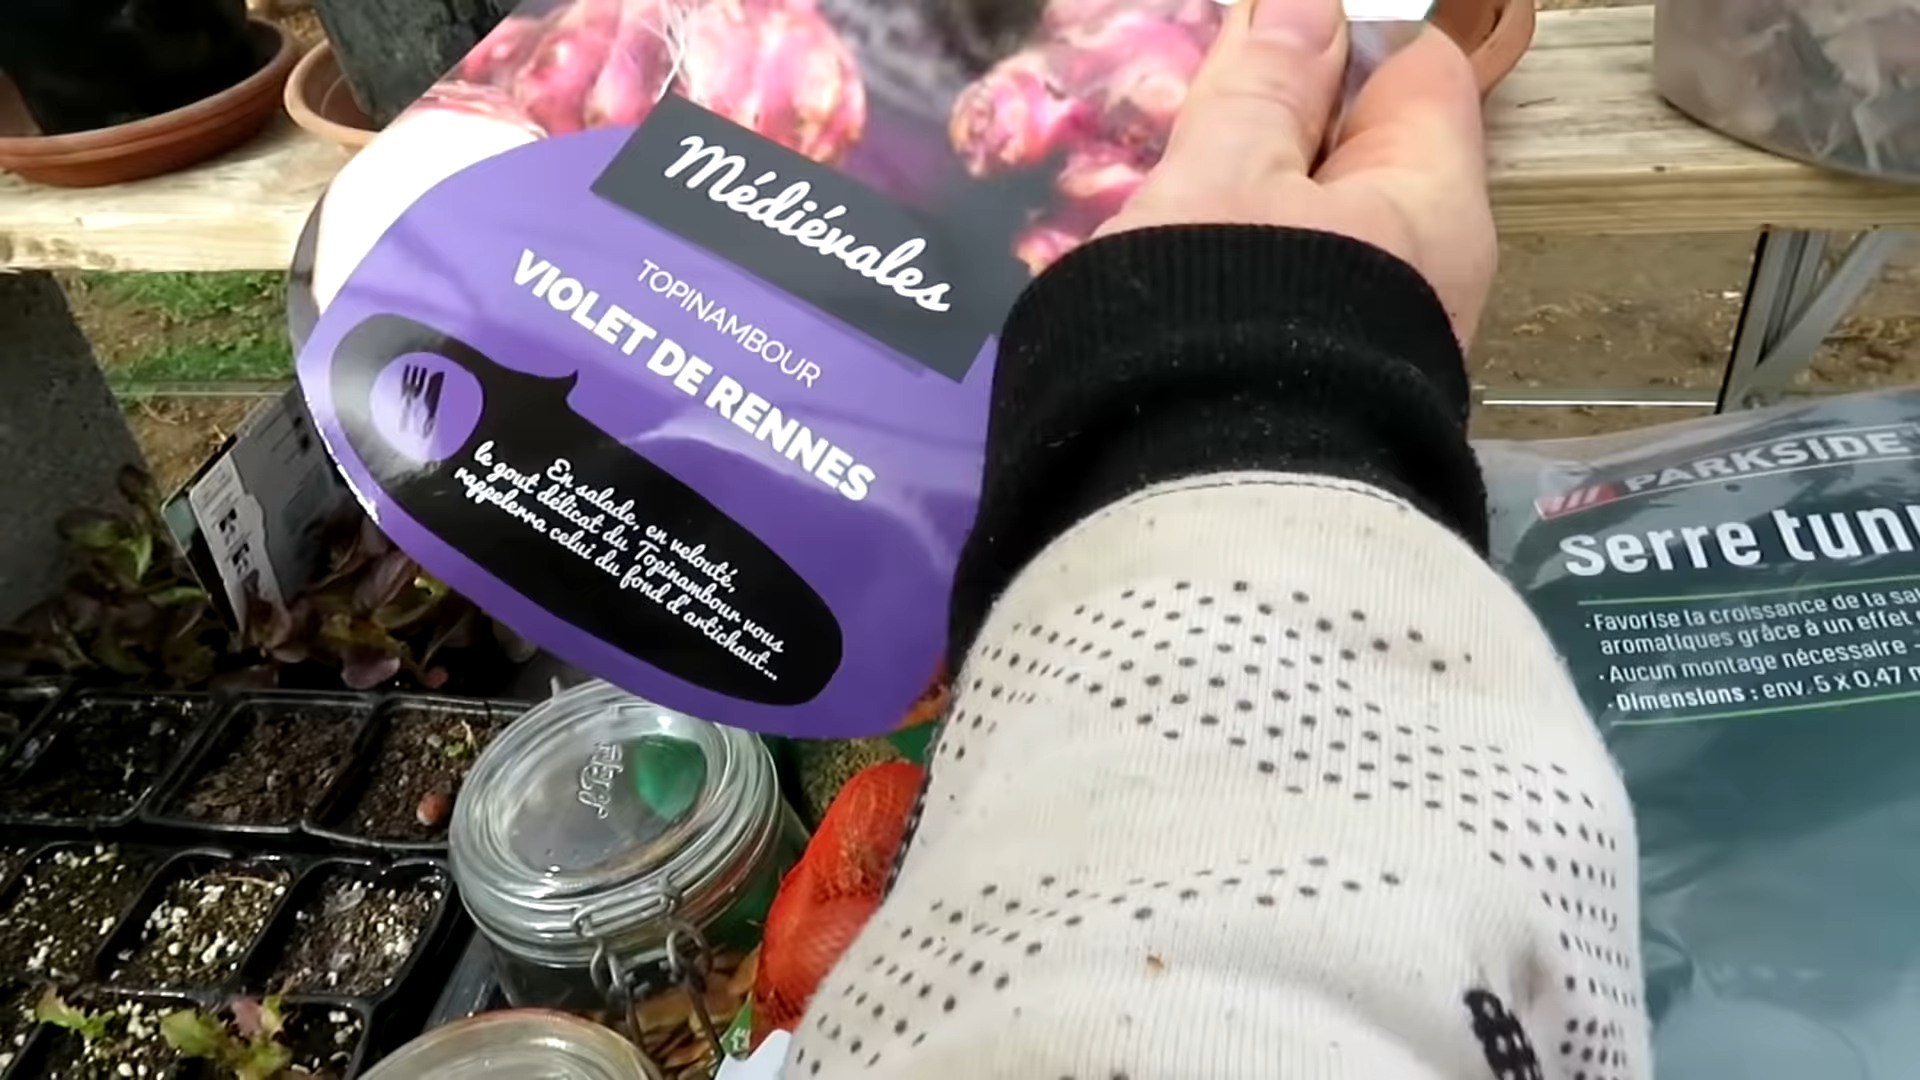 Médiévales
TOPINAMBOUR
VIOLET DE RENNES
En salade, en velouté,
le gout délicat du Topinambour vous
rappelerra celui du fond d'artichaut...
PARKSIDE
serre tun
· Favorise la croissance de la sal
aromatiques grâce à un effet
· Aucun montage nécessaire -
· Dimensions : env. 5 x 0,47 m